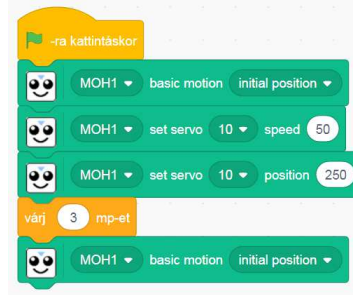 -ra kattintáskor
MOH1 basic motion initial position
MOH1 set servo 10 speed 50
MOH1 set servo 10 position 250
várj 3 mp-et
MOH1 basic motion initial position